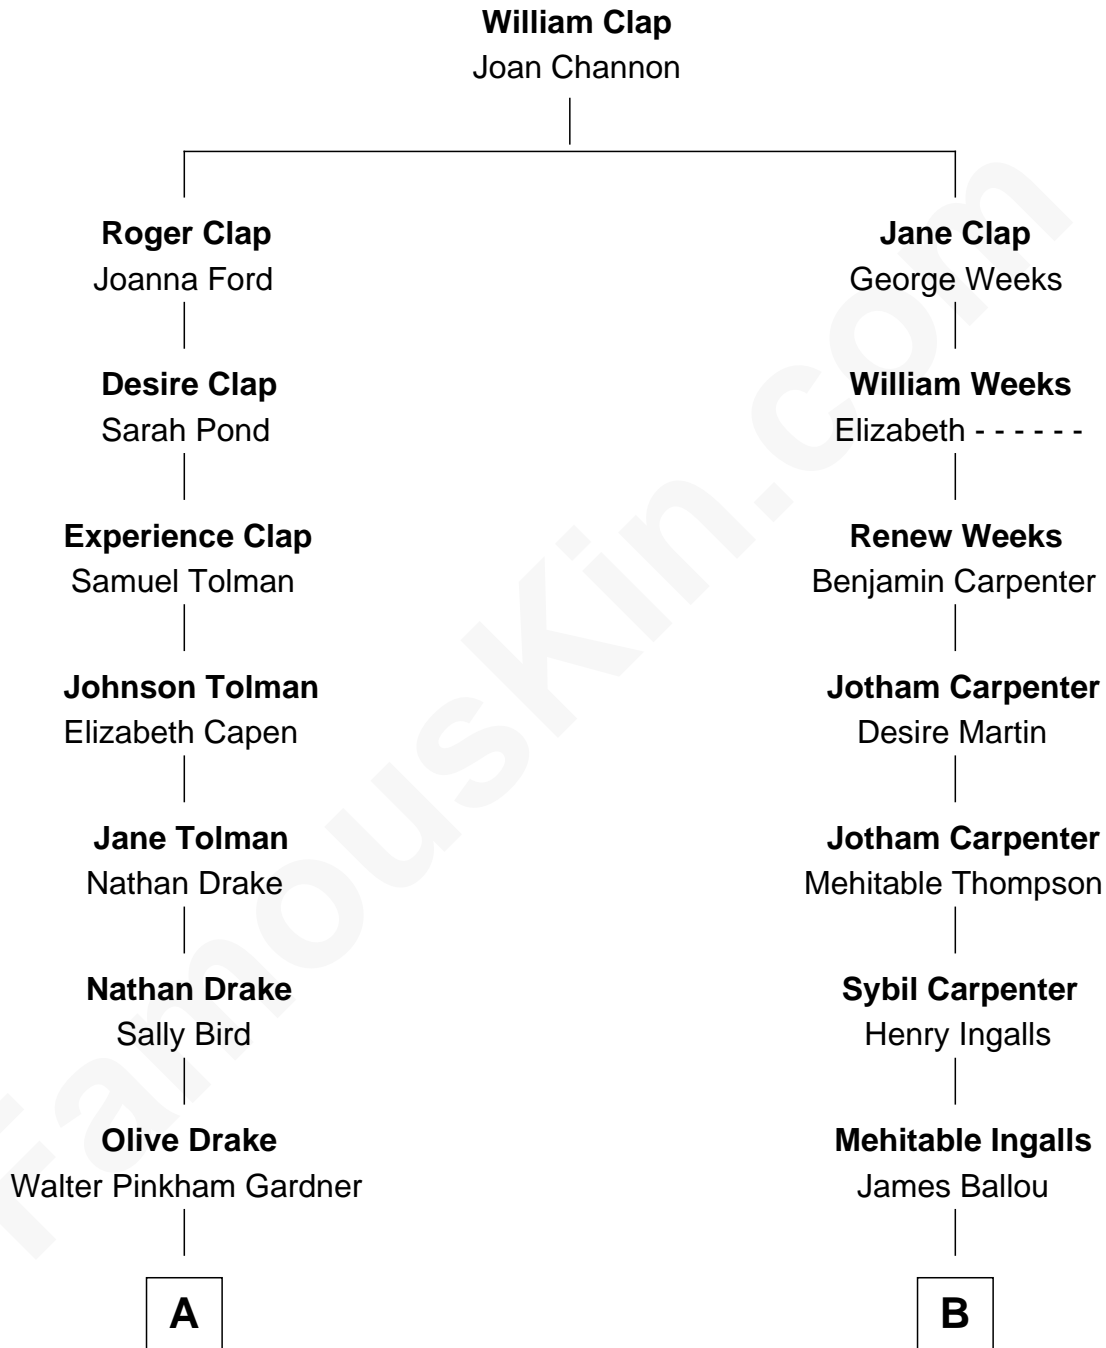 William Clap
Joan Channon
Roger Clap
Joanna Ford
Jane Clap
George Weeks
Desire Clap
Sarah Pond
William Weeks
Elizabeth - - - - - -
Experience Clap
Samuel Tolman
Renew Weeks
Benjamin Carpenter
Johnson Tolman
Elizabeth Capen
Jotham Carpenter
Desire Martin
Jane Tolman
Nathan Drake
Jotham Carpenter
Mehitable Thompson
Nathan Drake
Sally Bird
Sybil Carpenter
Henry Ingalls
Olive Drake
Walter Pinkham Gardner
Mehitable Ingalls
James Ballou
A
B
FamousKin.com